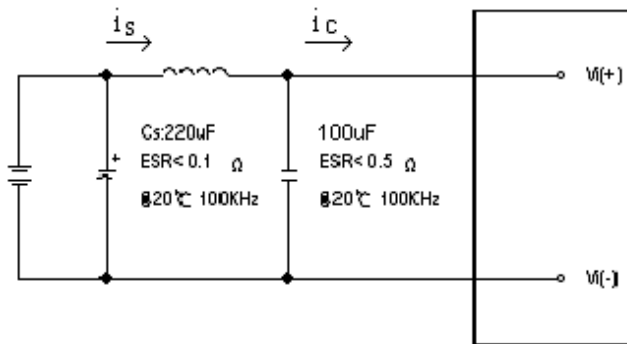 is
ic
Vi(+)
Cs:220uF
ESR<0.1 Ω
@20℃ 100KHz
100uF
ESR<0.5 Ω
@20℃ 100KHz
+
Vi(-)